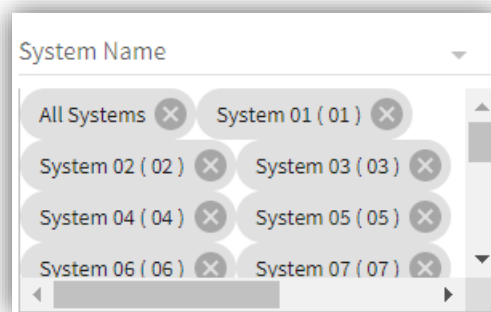 System Name
All Systems System 01 ( 01 )
System 02 ( 02 ) System 03 ( 03 )
System 04 ( 04 ) System 05 ( 05 )
System 06 ( 06 ) System 07 ( 07 )